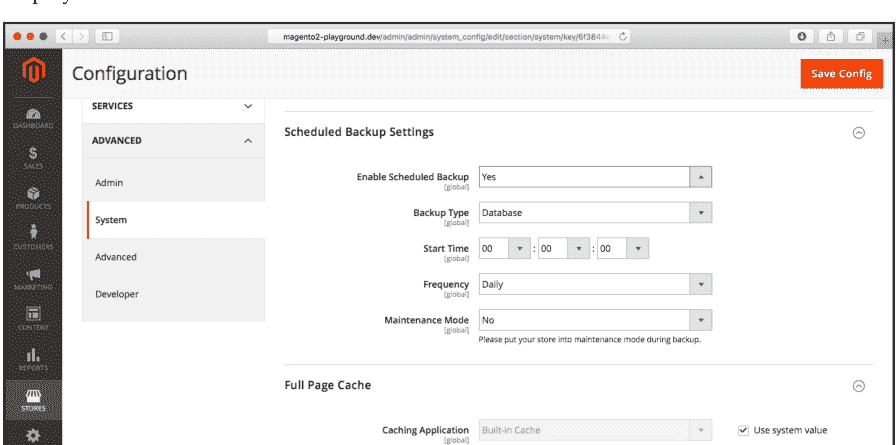 magento2-playground.dev/admin/admin/system_config/edit/section/system/key/6f3844
Configuration
Save Config
DASHBOARD
SALES
PRODUCTS
CUSTOMERS
MARKETING
CONTENT
REPORTS
STORES
SERVICES
ADVANCED
Admin
System
Advanced
Developer
Scheduled Backup Settings
Enable Scheduled Backup Yes
[global]
Backup Type Database
[global]
Start Time 00 : 00 : 00
[global]
Frequency Daily
[global]
Maintenance Mode No
[global]
Please put your store into maintenance mode during backup.
Full Page Cache
Caching Application Built-in Cache Use system value
[global]